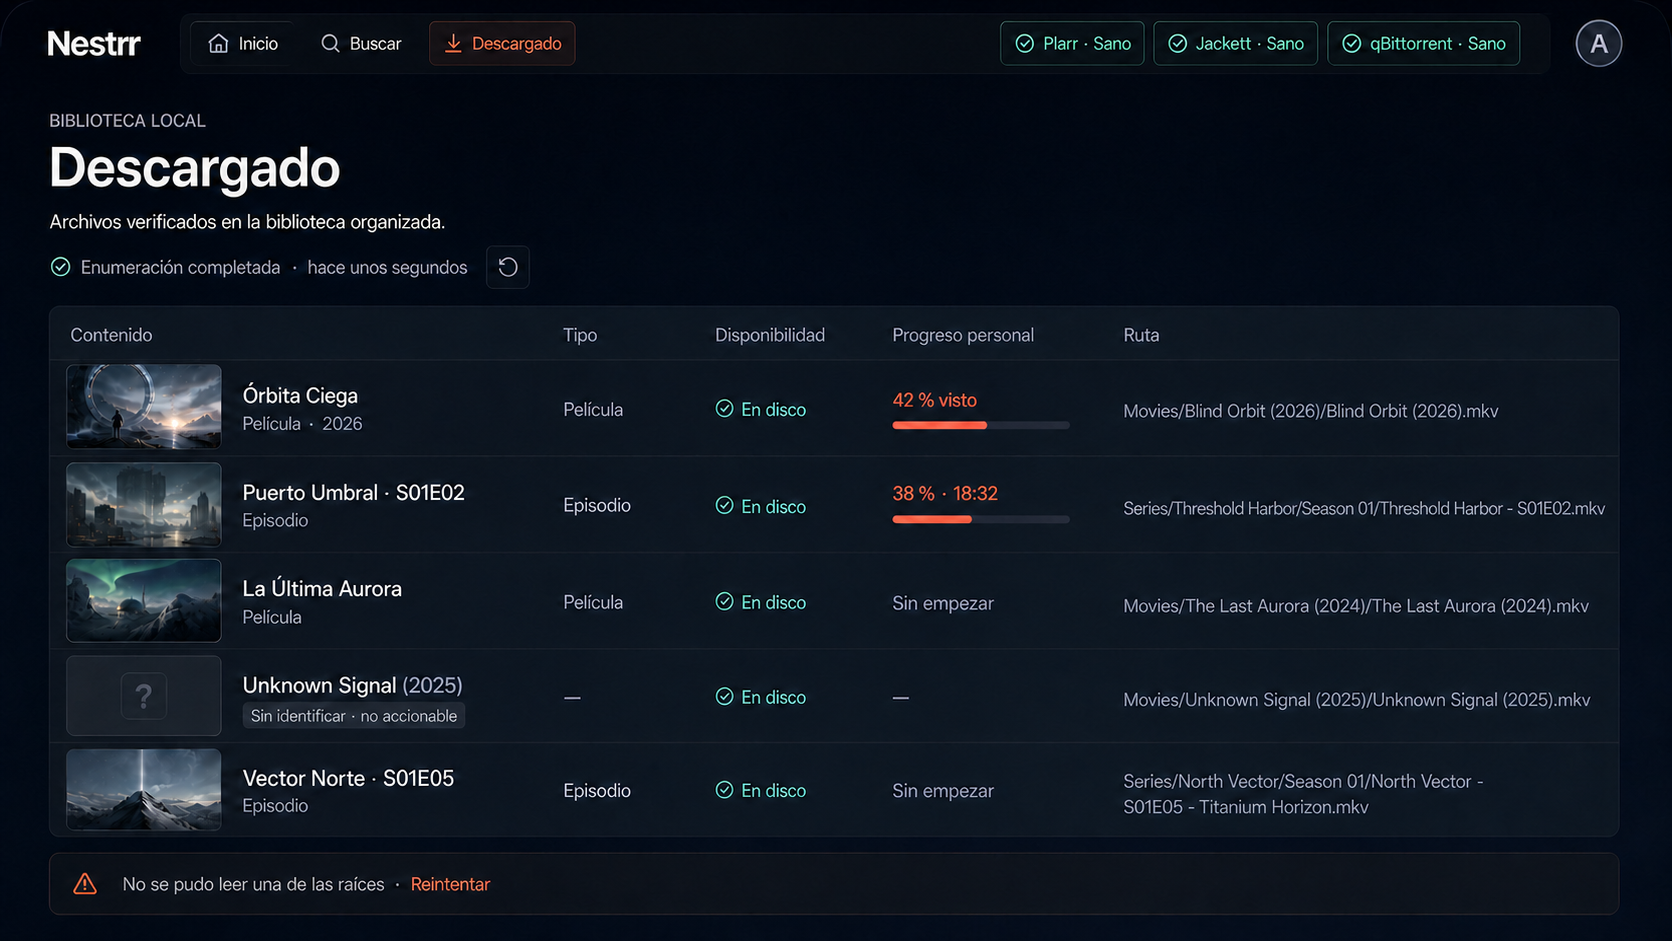 Nestrr
Inicio
Buscar
Descargado
Plarr · Sano
Jackett · Sano
qBittorrent · Sano
A
BIBLIOTECA LOCAL
Descargado
Archivos verificados en la biblioteca organizada.
Enumeración completada · hace unos segundos
Contenido
Tipo
Disponibilidad
Progreso personal
Ruta
Órbita Ciega
Película · 2026
Película
En disco
42 % visto
Movies/Blind Orbit (2026)/Blind Orbit (2026).mkv
Puerto Umbral · S01E02
Episodio
Episodio
En disco
38 % · 18:32
Series/Threshold Harbor/Season 01/Threshold Harbor - S01E02.mkv
La Última Aurora
Película
Película
En disco
Sin empezar
Movies/The Last Aurora (2024)/The Last Aurora (2024).mkv
?
Unknown Signal (2025)
Sin identificar · no accionable
—
En disco
—
Movies/Unknown Signal (2025)/Unknown Signal (2025).mkv
Vector Norte · S01E05
Episodio
Episodio
En disco
Sin empezar
Series/North Vector/Season 01/North Vector -
S01E05 - Titanium Horizon.mkv
No se pudo leer una de las raíces · Reintentar